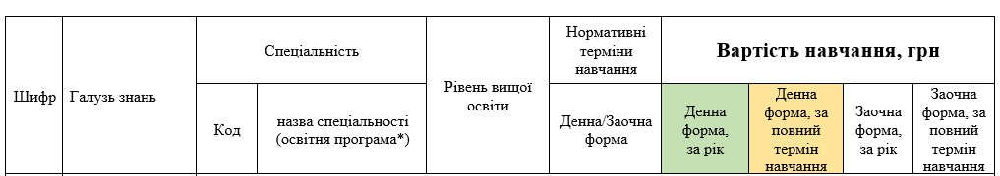 Шифр
Галузь знань
Спеціальність
Код
назва спеціальності
(освітня програма*)
Рівень вищої
освіти
Нормативні
терміни
навчання
Денна/Заочна
форма
Вартість навчання, грн
Денна
форма,
за рік
Денна
форма, за
повний
термін
навчання
Заочна
форма,
за рік
Заочна
форма, за
повний
термін
навчання